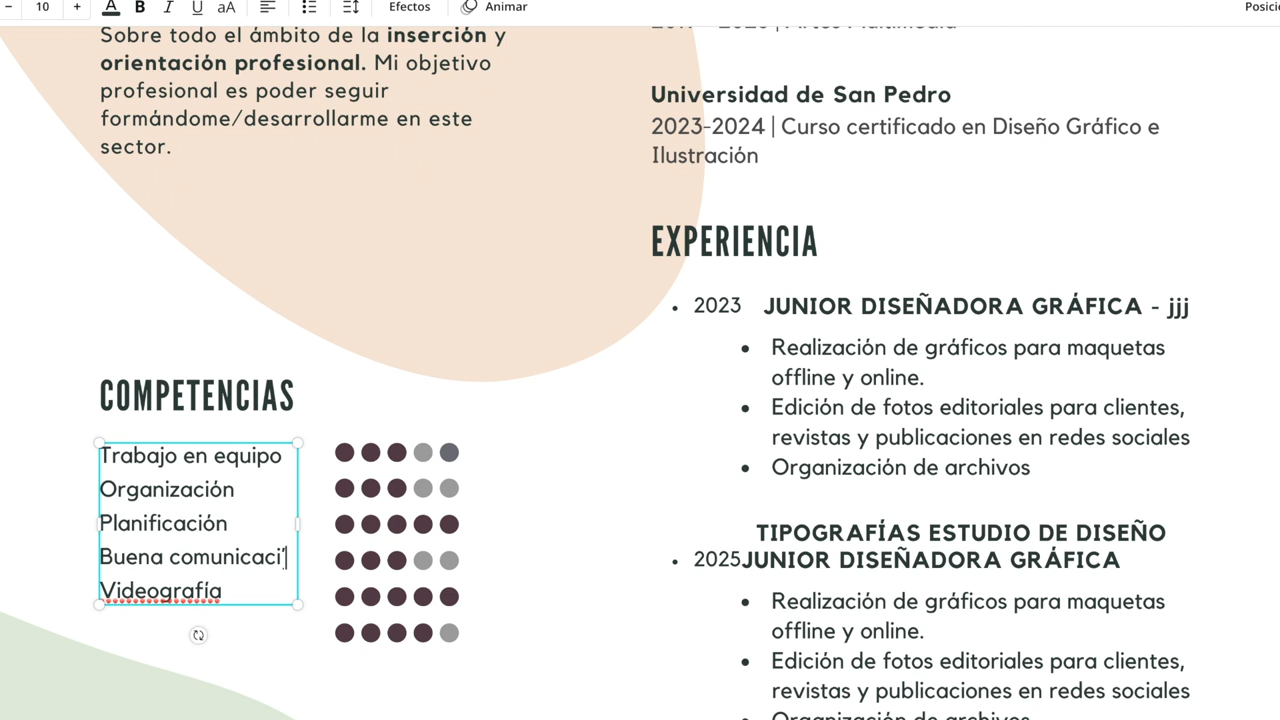 10
B
I
U
aA
Efectos
Animar
Posicio
Sobre todo el ámbito de la inserción y
orientación profesional. Mi objetivo
profesional es poder seguir
formándome/desarrollarme en este
sector.
COMPETENCIAS
Trabajo en equipo
Organización
Planificación
Buena comunicaci´
Videografía
Universidad de San Pedro
2023-2024 | Curso certificado en Diseño Gráfico e
Ilustración
EXPERIENCIA
• 2023 JUNIOR DISEÑADORA GRÁFICA - jjj
• Realización de gráficos para maquetas
offline y online.
• Edición de fotos editoriales para clientes,
revistas y publicaciones en redes sociales
• Organización de archivos
TIPOGRAFÍAS ESTUDIO DE DISEÑO
• 2025JUNIOR DISEÑADORA GRÁFICA
• Realización de gráficos para maquetas
offline y online.
• Edición de fotos editoriales para clientes,
revistas y publicaciones en redes sociales
Organización de archivos